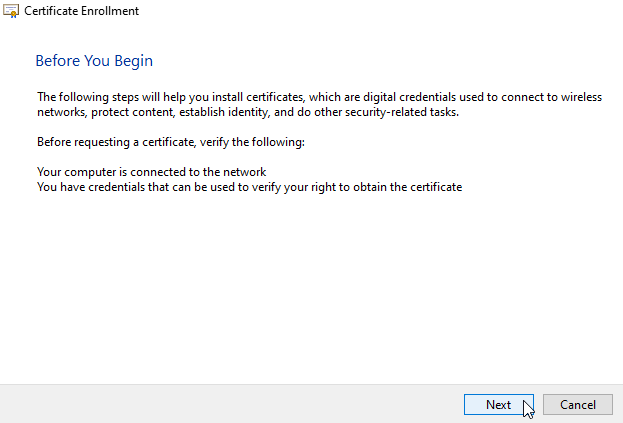 Certificate Enrollment
Before You Begin
The following steps will help you install certificates, which are digital credentials used to connect to wireless
networks, protect content, establish identity, and do other security-related tasks.
Before requesting a certificate, verify the following:
Your computer is connected to the network
You have credentials that can be used to verify your right to obtain the certificate
Next
Cancel